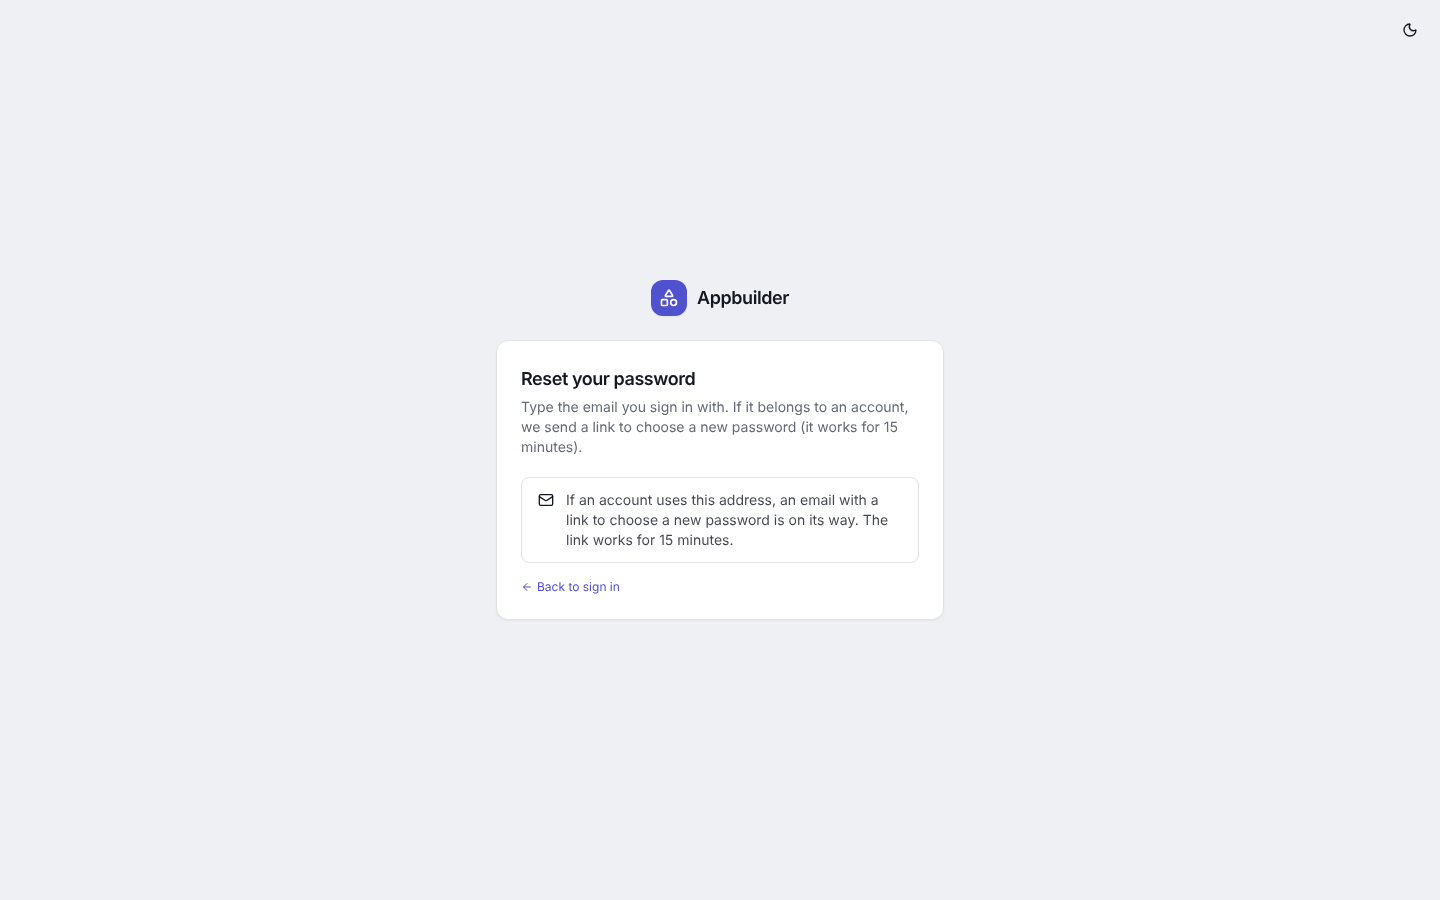 Appbuilder
Reset your password
Type the email you sign in with. If it belongs to an account,
we send a link to choose a new password (it works for 15
minutes).
If an account uses this address, an email with a
link to choose a new password is on its way. The
link works for 15 minutes.
← Back to sign in